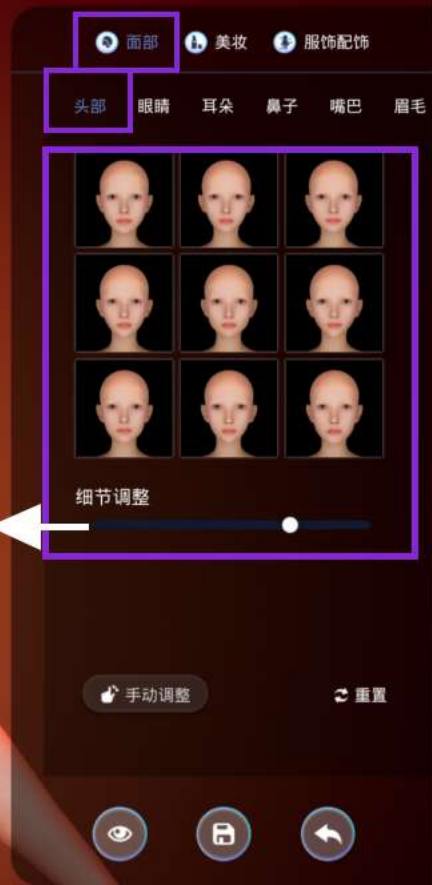 面部 美妆 服饰配饰
头部 眼睛 耳朵 鼻子 嘴巴 眉毛
细节调整
手动调整 重置